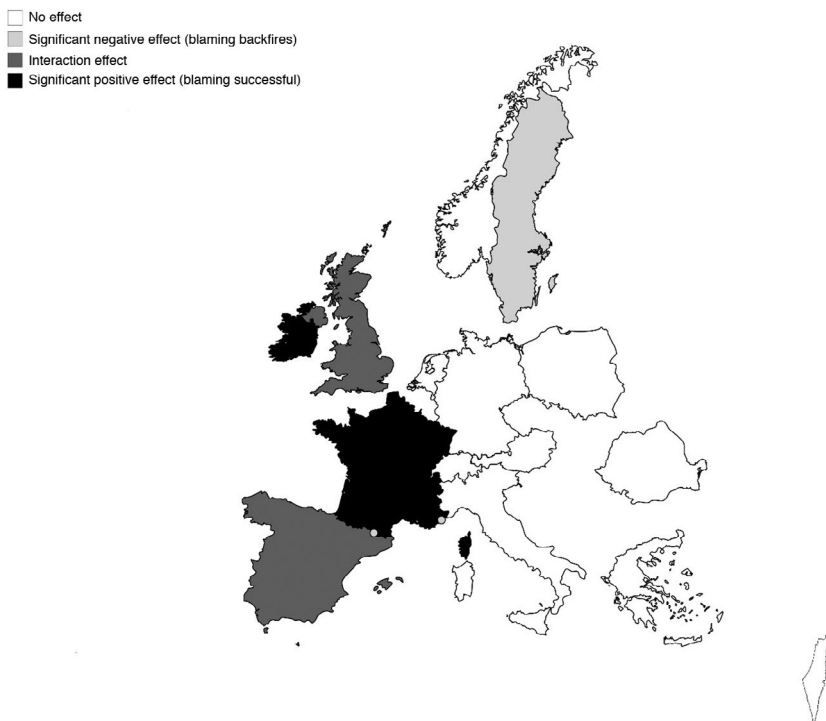 No effect
Significant negative effect (blaming backfires)
Interaction effect
Significant positive effect (blaming successful)